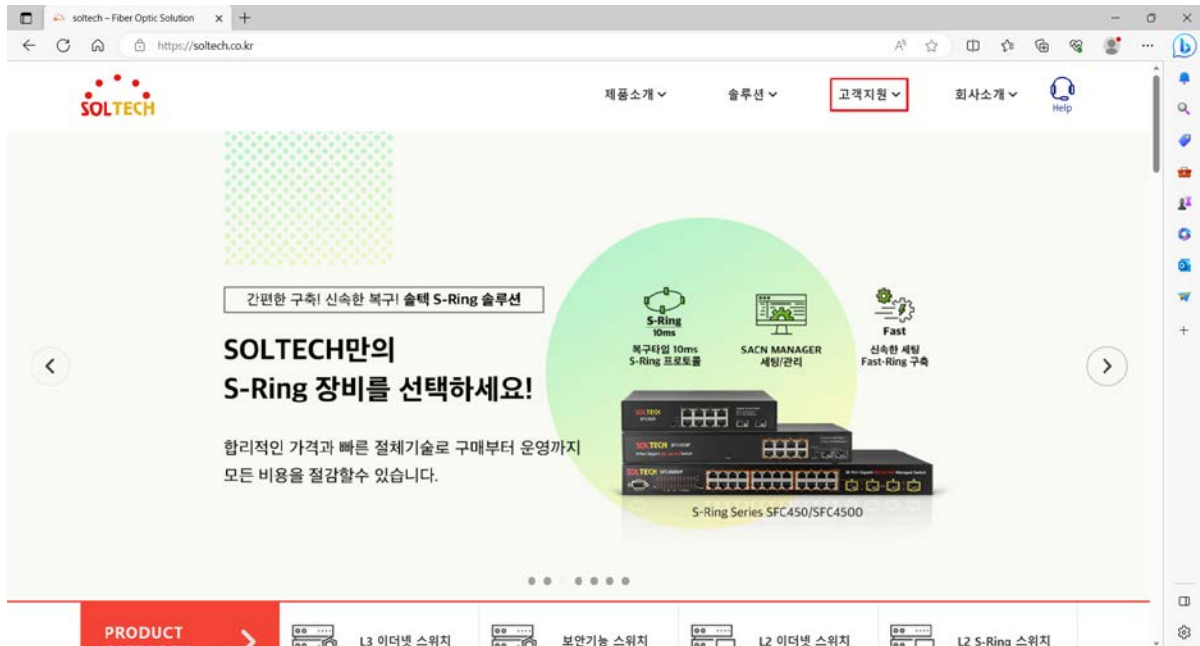 soltech – Fiber Optic Solution
https://soltech.co.kr
SOLTECH
제품소개
솔루션
고객지원
회사소개
Help
간편한 구축! 신속한 복구! 솔텍 S-Ring 솔루션
SOLTECH만의
S-Ring 장비를 선택하세요!
합리적인 가격과 빠른 절체기술로 구매부터 운영까지
모든 비용을 절감할수 있습니다.
S-Ring
10ms
복구타임 10ms
S-Ring 프로토콜
SACN MANAGER
세팅/관리
Fast
신속한 세팅
Fast-Ring 구축
SOLTECH
SOLTECH
SOLTECH
S-Ring Series SFC450/SFC4500
PRODUCT
L3 이더넷 스위치
보안기능 스위치
L2 이더넷 스위치
L2 S-Ring 스위치